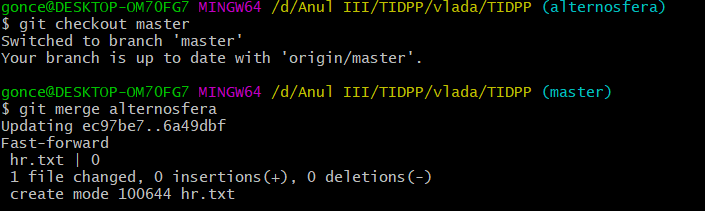 gonce@DESKTOP-OM7OFG7 MINGW64 /d/Anul III/TIDPP/vlada/TIDPP (alternosfera)
$ git checkout master
Switched to branch 'master'
Your branch is up to date with 'origin/master'.
gonce@DESKTOP-OM7OFG7 MINGW64 /d/Anul III/TIDPP/vlada/TIDPP (master)
$ git merge alternosfera
Updating ec97be7..6a49dbf
Fast-forward
 hr.txt | 0
 1 file changed, 0 insertions(+), 0 deletions(-)
 create mode 100644 hr.txt